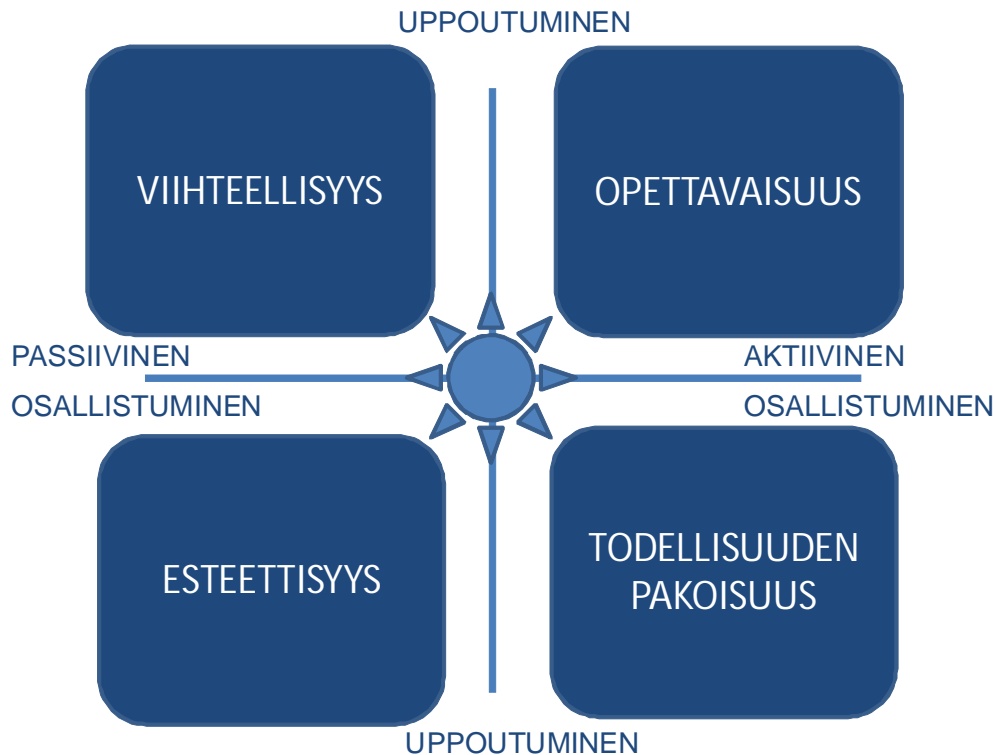 UPPOUTUMINEN
VIIHTEELLISYYS
OPETTAVAISUUS
PASSIIVINEN
OSALLISTUMINEN
AKTIIVINEN
OSALLISTUMINEN
ESTEETTISYYS
TODELLISUUDEN
PAKOISUUS
UPPOUTUMINEN